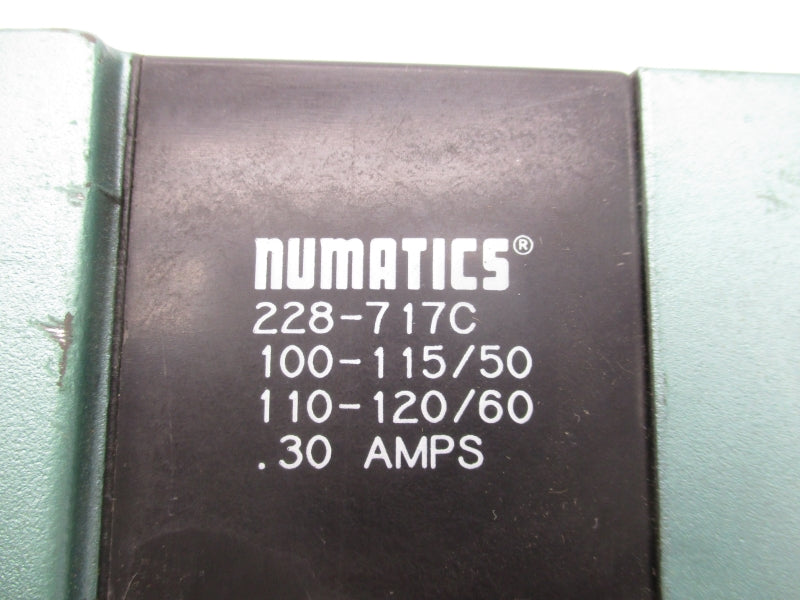 NUMATICS®
228-717C
100-115/50
110-120/60
.30 AMPS